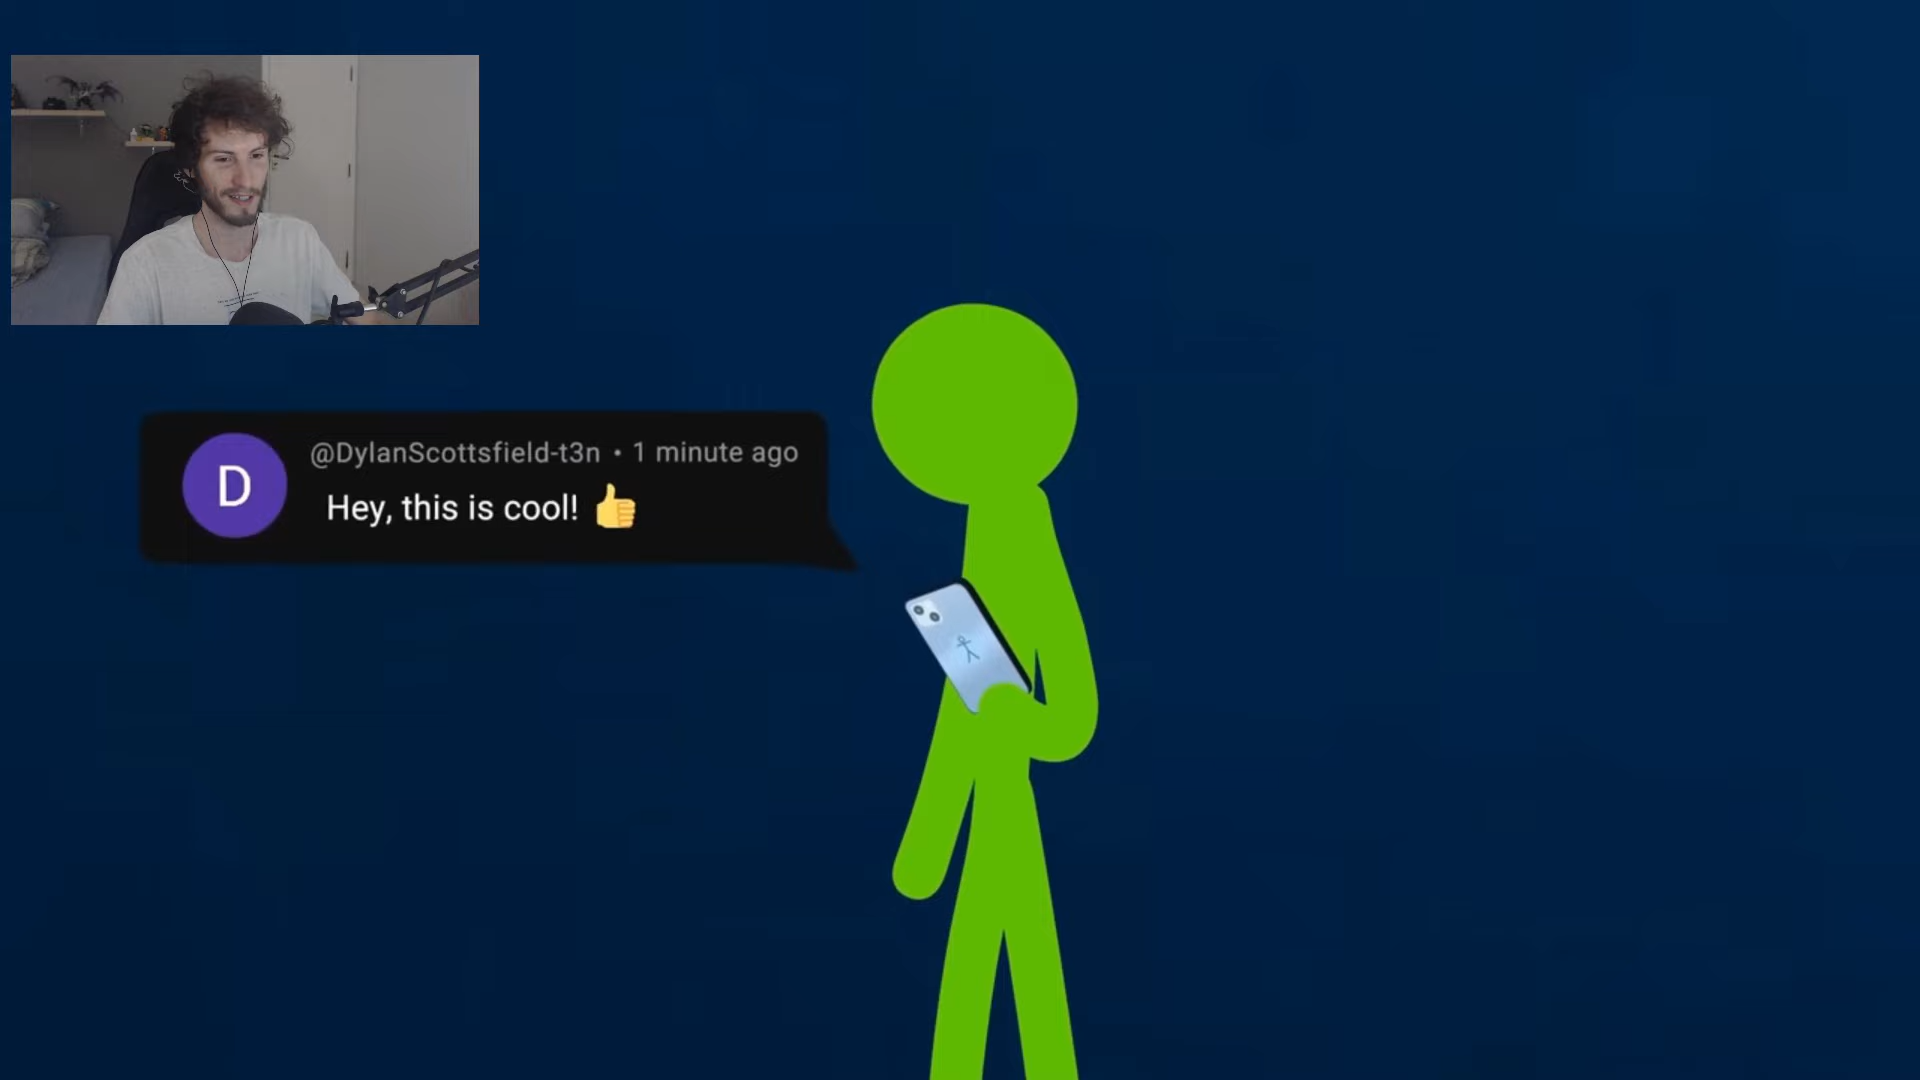 D
@DylanScottsfield-t3n • 1 minute ago
Hey, this is cool! 👍